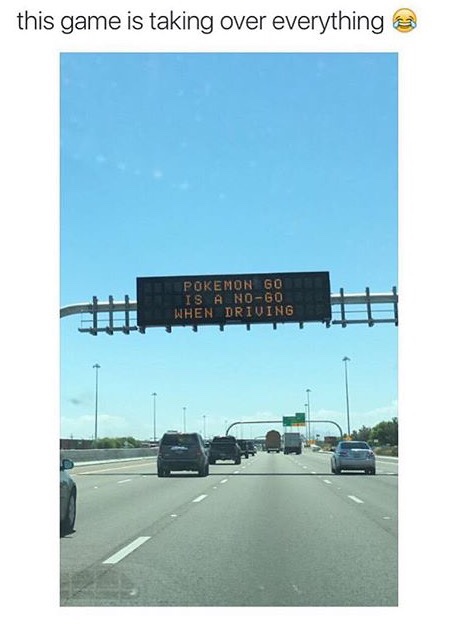 this game is taking over everything 😂
POKEMON GO
IS A NO-GO
WHEN DRIVING